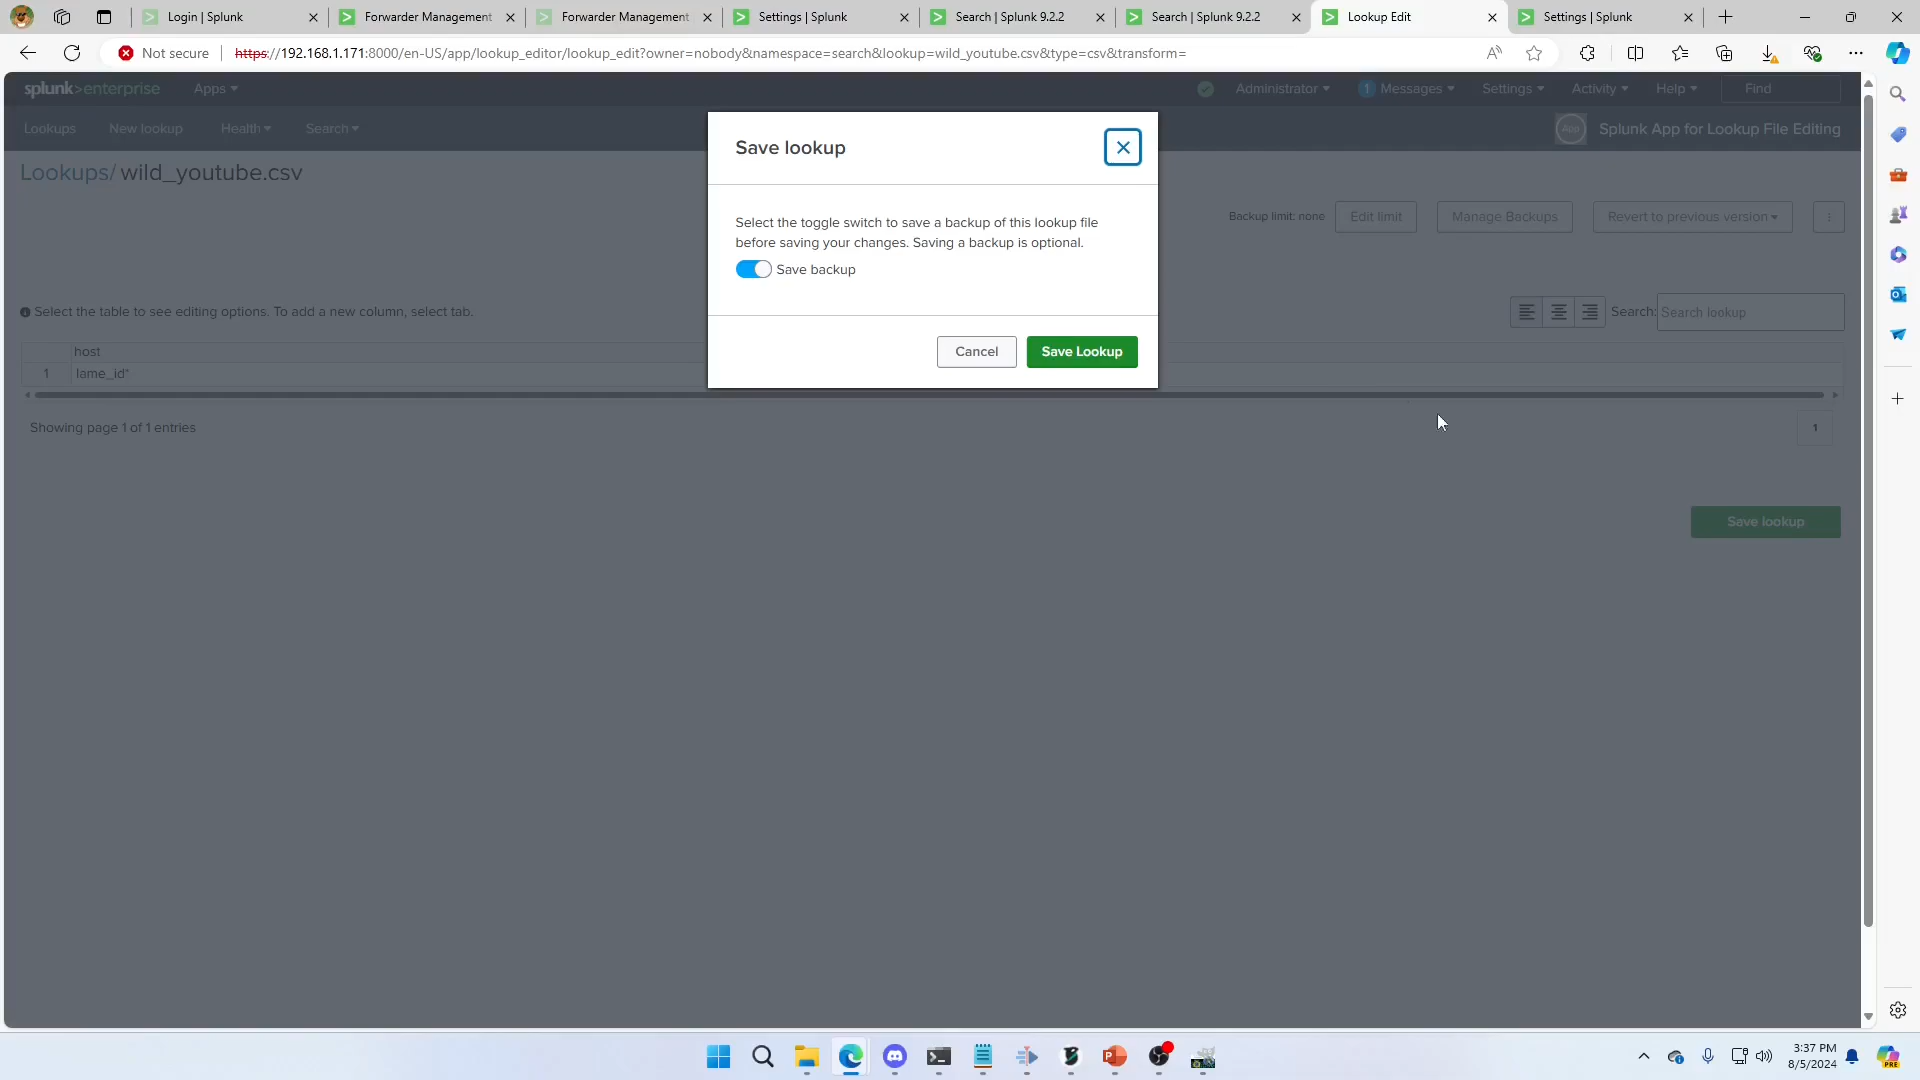 Login | Splunk
Forwarder Management
Forwarder Management
Settings | Splunk
Search | Splunk 9.2.2
Search | Splunk 9.2.2
Lookup Edit
Settings | Splunk
Not secure
https://192.168.1.171:8000/en-US/app/lookup_editor/lookup_edit?owner=nobody&namespace=search&lookup=wild_youtube.csv&type=csv&transform=
splunk>enterprise
Apps
Administrator
1 Messages
Settings
Activity
Help
Find
Lookups
New lookup
Health
Search
App
Splunk App for Lookup File Editing
Lookups/ wild_youtube.csv
Save lookup
Select the toggle switch to save a backup of this lookup file
before saving your changes. Saving a backup is optional.
Save backup
Cancel
Save Lookup
Backup limit: none
Edit limit
Manage Backups
Revert to previous version
Select the table to see editing options. To add a new column, select tab.
Search:
Search lookup
host
1 lame_id*
Showing page 1 of 1 entries
1
Save lookup
3:37 PM
8/5/2024
PRE